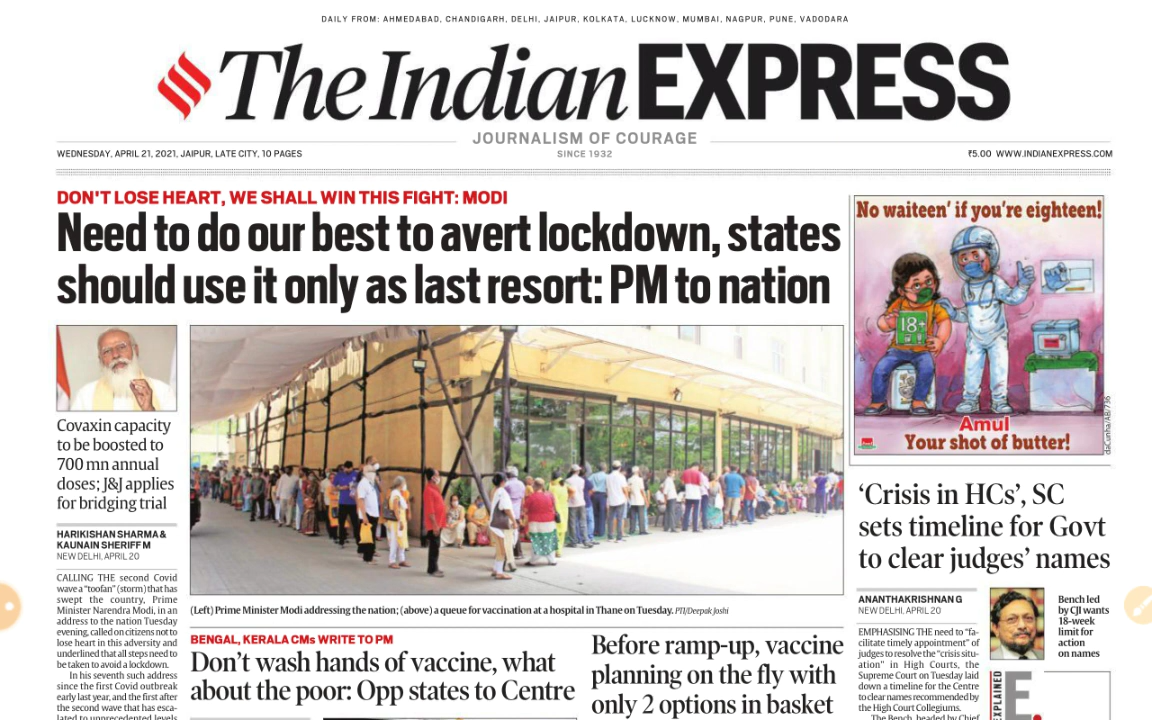 DAILY FROM: AHMEDABAD, CHANDIGARH, DELHI, JAIPUR, KOLKATA, LUCKNOW, MUMBAI, NAGPUR, PUNE, VADODARA
The Indian EXPRESS
JOURNALISM OF COURAGE
WEDNESDAY, APRIL 21, 2021, JAIPUR, LATE CITY, 10 PAGES
SINCE 1932
₹5.00 WWW.INDIANEXPRESS.COM
DON'T LOSE HEART, WE SHALL WIN THIS FIGHT: MODI
Need to do our best to avert lockdown, states
should use it only as last resort: PM to nation
Covaxin capacity
to be boosted to
700 mn annual
doses; J&J applies
for bridging trial
HARIKISHAN SHARMA &
KAUNAIN SHERIFF M
NEW DELHI, APRIL 20
CALLING THE second Covid
wave a "toofan" (storm) that has
swept the country, Prime
Minister Narendra Modi, in an
address to the nation Tuesday
evening, called on citizens not to
lose heart in this adversity and
underlined that all steps need to
be taken to avoid a lockdown.
In his seventh such address
since the first Covid outbreak
early last year, and the first after
the second wave that has esca-
lated to unprecedented levels
(Left) Prime Minister Modi addressing the nation; (above) a queue for vaccination at a hospital in Thane on Tuesday. PTI/Deepak Joshi
BENGAL, KERALA CMs WRITE TO PM
Don't wash hands of vaccine, what
about the poor: Opp states to Centre
Before ramp-up, vaccine
planning on the fly with
only 2 options in basket
No waiteen' if you're eighteen!
18+
Amul
Your shot of butter!
daCunha/AB/736
'Crisis in HCs', SC
sets timeline for Govt
to clear judges' names
ANANTHAKRISHNAN G
NEW DELHI, APRIL 20
EMPHASISING THE need to "fa-
cilitate timely appointment" of
judges to resolve the "crisis situ-
ation" in High Courts, the
Supreme Court on Tuesday laid
down a timeline for the Centre
to clear names recommended by
the High Court Collegiums.
The Bench, headed by Chief
Bench led
by CJI wants
18-week
limit for
action
on names
EXPLAINED
E.